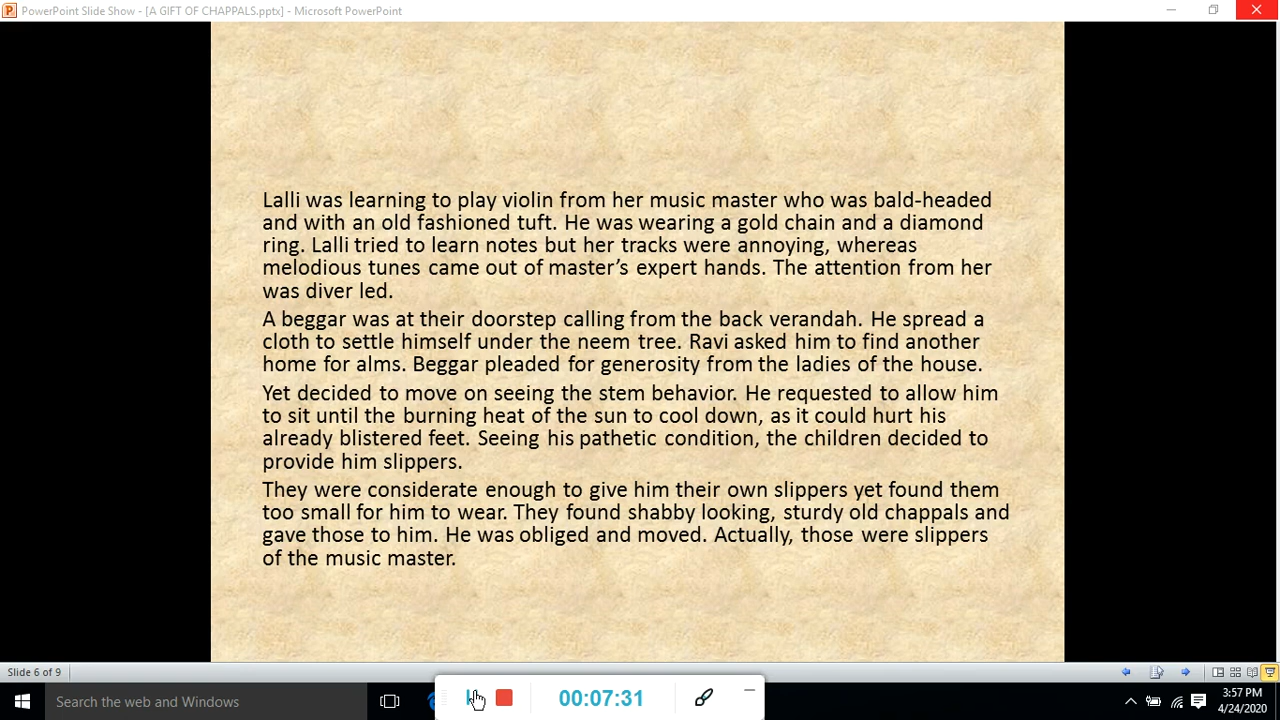 PowerPoint Slide Show - [A GIFT OF CHAPPALS.pptx] - Microsoft PowerPoint
Lalli was learning to play violin from her music master who was bald-headed
and with an old fashioned tuft. He was wearing a gold chain and a diamond
ring. Lalli tried to learn notes but her tracks were annoying, whereas
melodious tunes came out of master's expert hands. The attention from her
was diver led.
A beggar was at their doorstep calling from the back verandah. He spread a
cloth to settle himself under the neem tree. Ravi asked him to find another
home for alms. Beggar pleaded for generosity from the ladies of the house.
Yet decided to move on seeing the stem behavior. He requested to allow him
to sit until the burning heat of the sun to cool down, as it could hurt his
already blistered feet. Seeing his pathetic condition, the children decided to
provide him slippers.
They were considerate enough to give him their own slippers yet found them
too small for him to wear. They found shabby looking, sturdy old chappals and
gave those to him. He was obliged and moved. Actually, those were slippers
of the music master.
Slide 6 of 9
Search the web and Windows
00:07:31
3:57 PM
4/24/2020